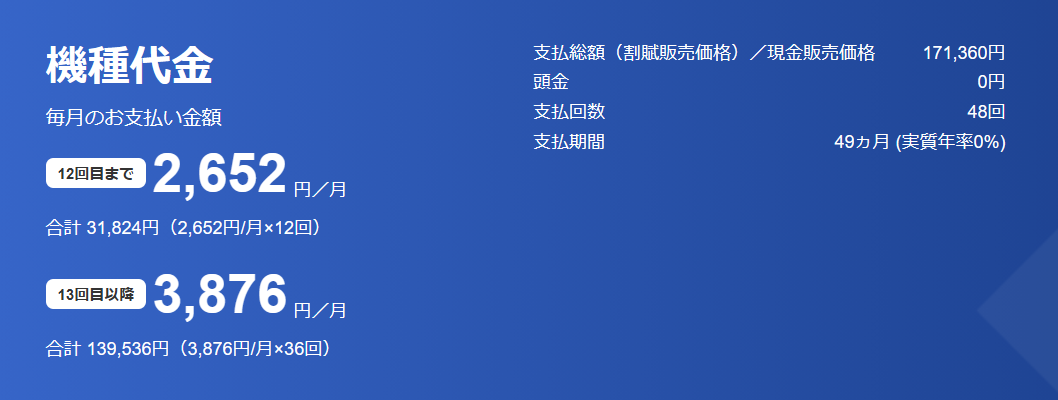 機種代金
毎月のお支払い金額
12回目まで 2,652 円／月
合計 31,824円（2,652円/月×12回）
13回目以降 3,876 円／月
合計 139,536円（3,876円/月×36回）
支払総額（割賦販売価格）／現金販売価格 171,360円
頭金 0円
支払回数 48回
支払期間 49ヵ月 (実質年率0%)